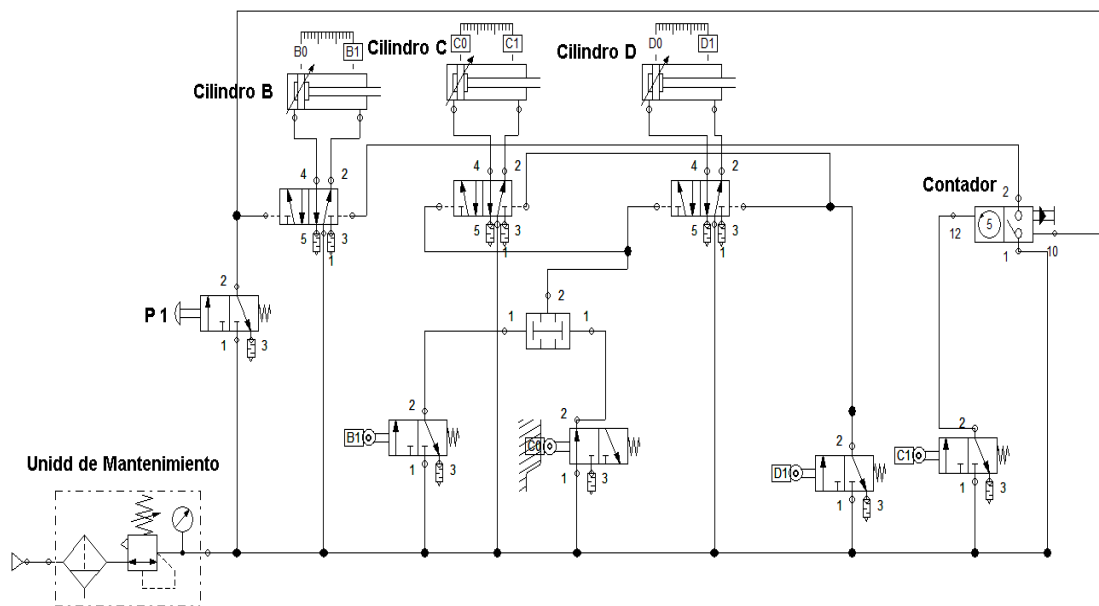 B0 B1
Cilindro B
Cilindro C
C0 C1
Cilindro D
D0 D1
4 2
5 3
1
4 2
5 3
1
4 2
5 3
1
Contador
2
5
12
1 10
P 1
2
1 3
2
1 1
B1
2
1 3
C0
2
1 3
D1
2
1 3
C1
2
1 3
Unidd de Mantenimiento